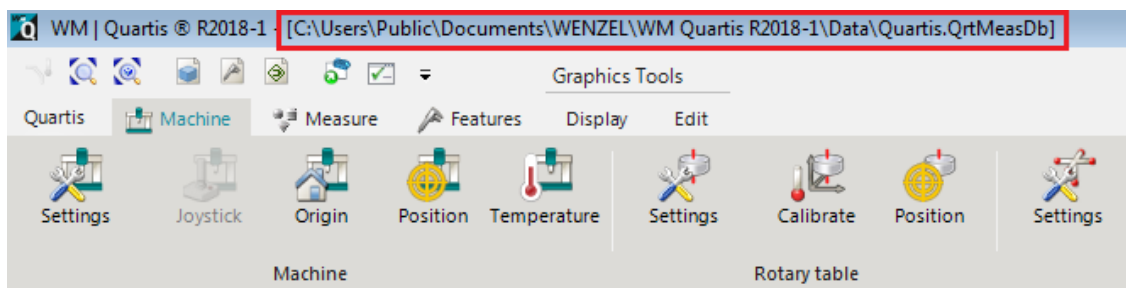 WM | Quartis ® R2018-1 - [C:\Users\Public\Documents\WENZEL\WM Quartis R2018-1\Data\Quartis.QrtMeasDb]
Graphics Tools
Quartis Machine Measure Features Display Edit
Settings Joystick Origin Position Temperature Settings Calibrate Position Settings
Machine Rotary table